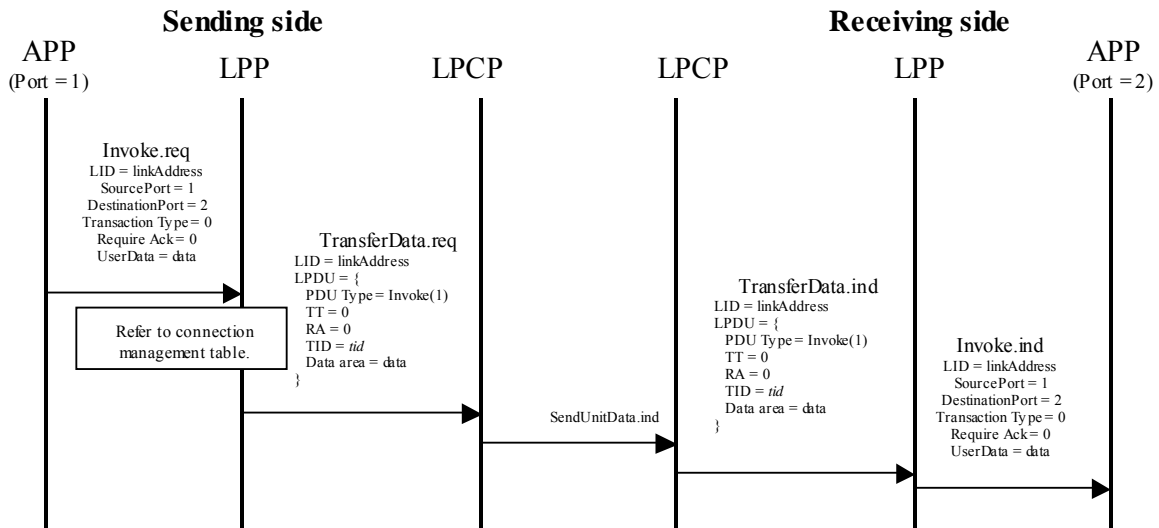 Sending side
Receiving side
APP
(Port = 1)
LPP
LPCP
LPCP
LPP
APP
(Port = 2)
Invoke.req
LID = linkAddress
SourcePort = 1
DestinationPort = 2
Transaction Type = 0
Require Ack = 0
UserData = data
Refer to connection
management table.
TransferData.req
LID = linkAddress
LPDU = {
PDU Type = Invoke(1)
TT = 0
RA = 0
TID = tid
Data area = data
}
SendUnitData.ind
TransferData.ind
LID = linkAddress
LPDU = {
PDU Type = Invoke(1)
TT = 0
RA = 0
TID = tid
Data area = data
}
Invoke.ind
LID = linkAddress
SourcePort = 1
DestinationPort = 2
Transaction Type = 0
Require Ack = 0
UserData = data